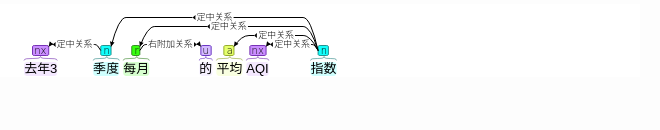 定中关系
定中关系
定中关系
定中关系 右附加关系 定中关系
nx n r u a nx n
去年3 季度 每月 的 平均 AQI 指数